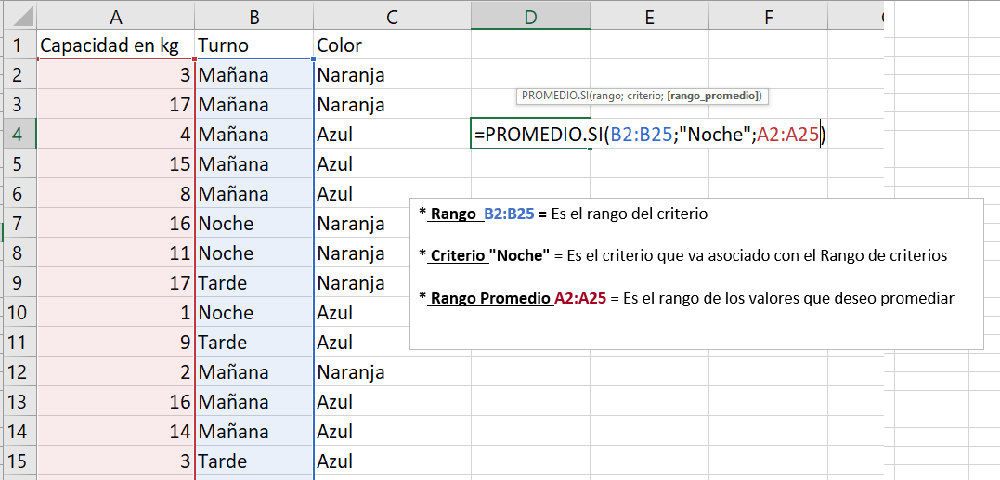 A B C D E F
1 Capacidad en kg Turno Color
2 3 Mañana Naranja
3 17 Mañana Naranja
PROMEDIO.SI(rango; criterio; [rango_promedio])
4 4 Mañana Azul =PROMEDIO.SI(B2:B25;"Noche";A2:A25)
5 15 Mañana Azul
6 8 Mañana Azul
7 16 Noche Naranja
8 11 Noche Naranja
9 17 Tarde Naranja
10 1 Noche Azul
11 9 Tarde Azul
12 2 Mañana Naranja
13 16 Mañana Azul
14 14 Mañana Azul
15 3 Tarde Azul
* Rango B2:B25 = Es el rango del criterio
* Criterio "Noche" = Es el criterio que va asociado con el Rango de criterios
* Rango Promedio A2:A25 = Es el rango de los valores que deseo promediar